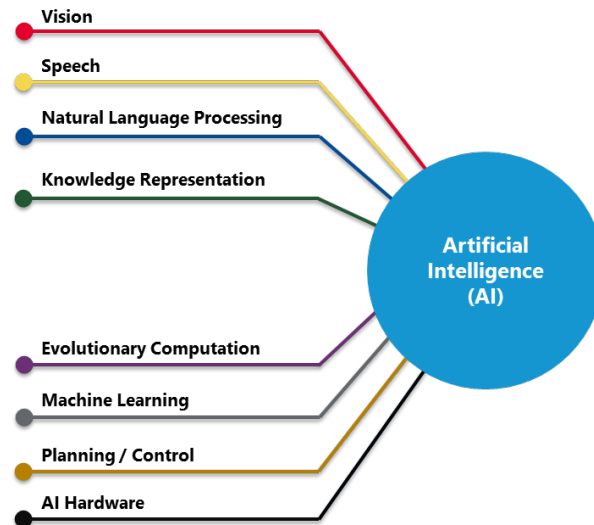 Vision
Speech
Natural Language Processing
Knowledge Representation
Artificial
Intelligence
(AI)
Evolutionary Computation
Machine Learning
Planning / Control
AI Hardware